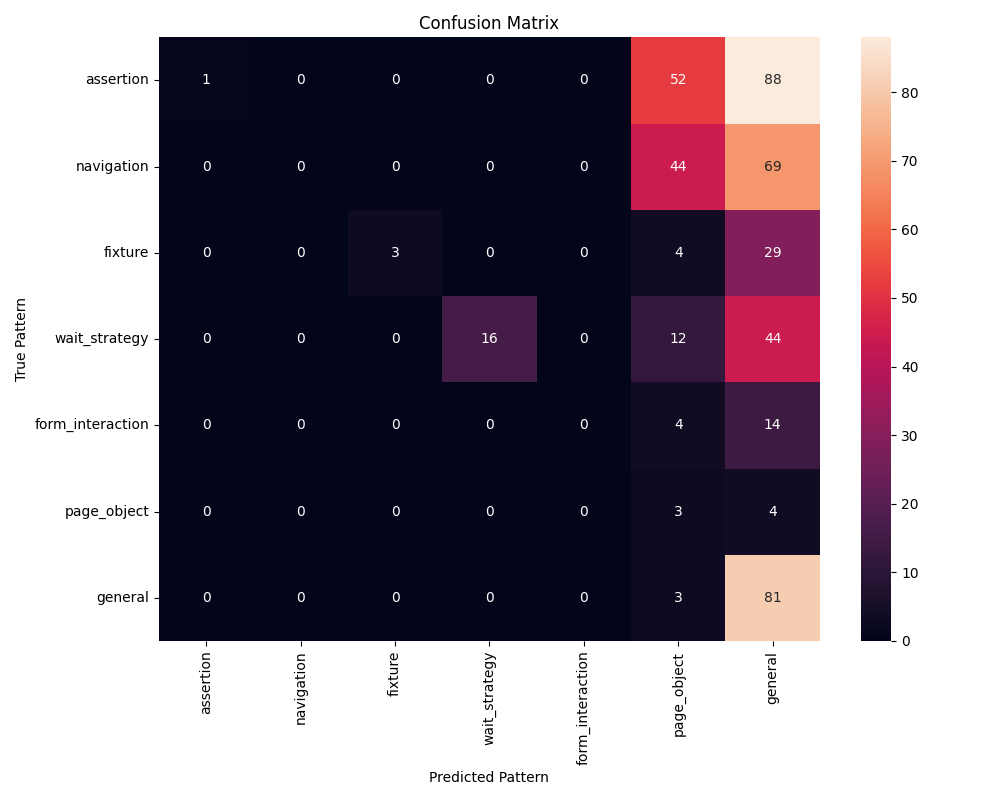 Confusion Matrix
True Pattern
assertion 1 0 0 0 0 52 88
navigation 0 0 0 0 0 44 69
fixture 0 0 3 0 0 4 29
wait_strategy 0 0 0 16 0 12 44
form_interaction 0 0 0 0 0 4 14
page_object 0 0 0 0 0 3 4
general 0 0 0 0 0 3 81
assertion navigation fixture wait_strategy form_interaction page_object general
Predicted Pattern
80
70
60
50
40
30
20
10
0